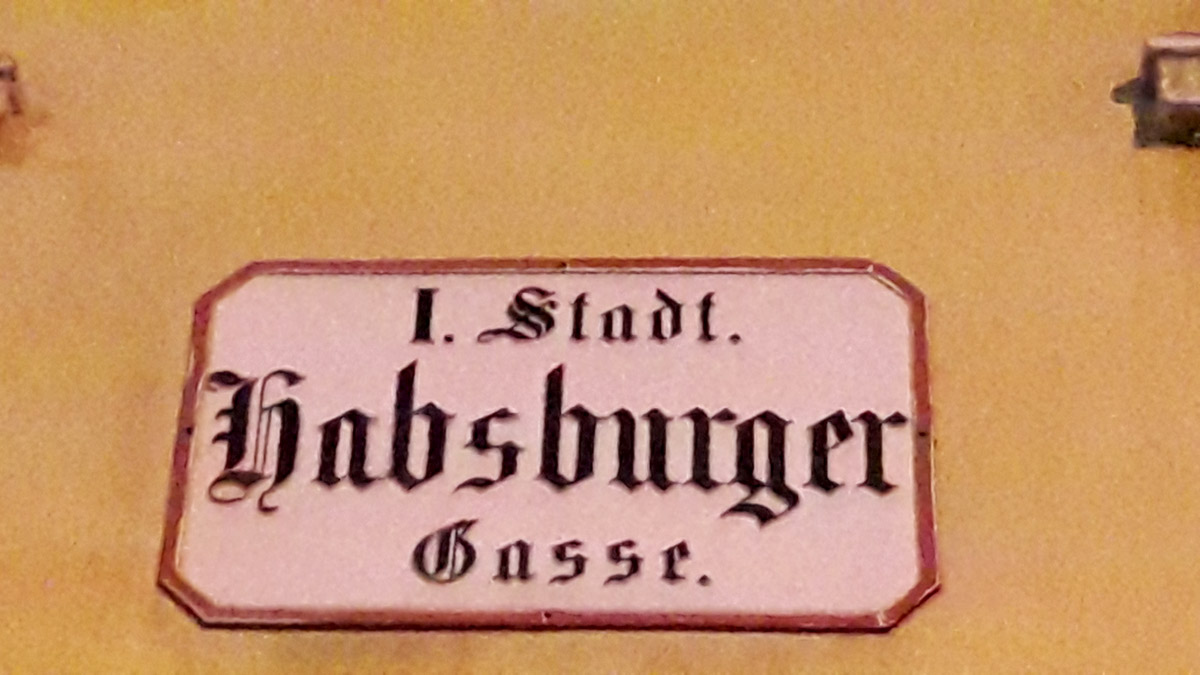 I. Stadt.
Habsburger
Gasse.